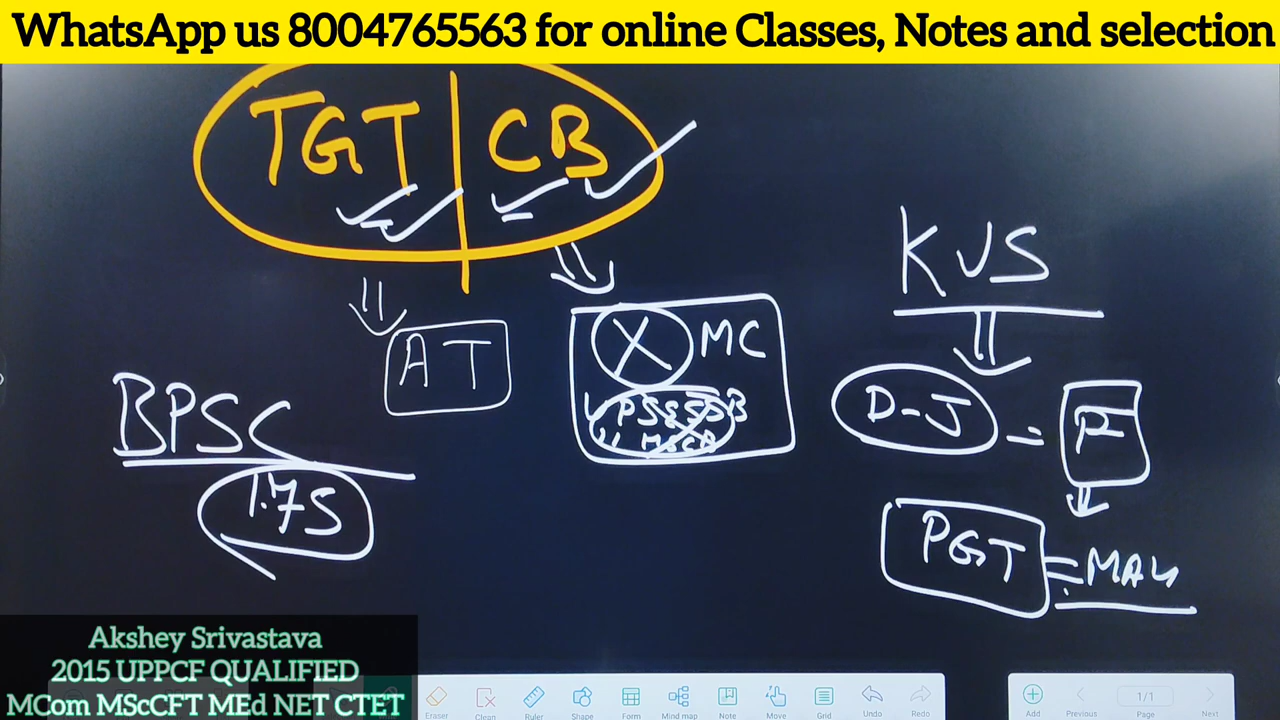 WhatsApp us 8004765563 for online Classes, Notes and selection
TGT | CB
KVS
AT
X MC
BPSC
D-J = F
1.75
PGT = MAY
Akshey Srivastava
2015 UPPCF QUALIFIED
MCom MScCFT MEd NET CTET
Eraser Clean Ruler Shape Form Mind map Note Move Grid Undo Redo
Add Previous 1/1 Page Next